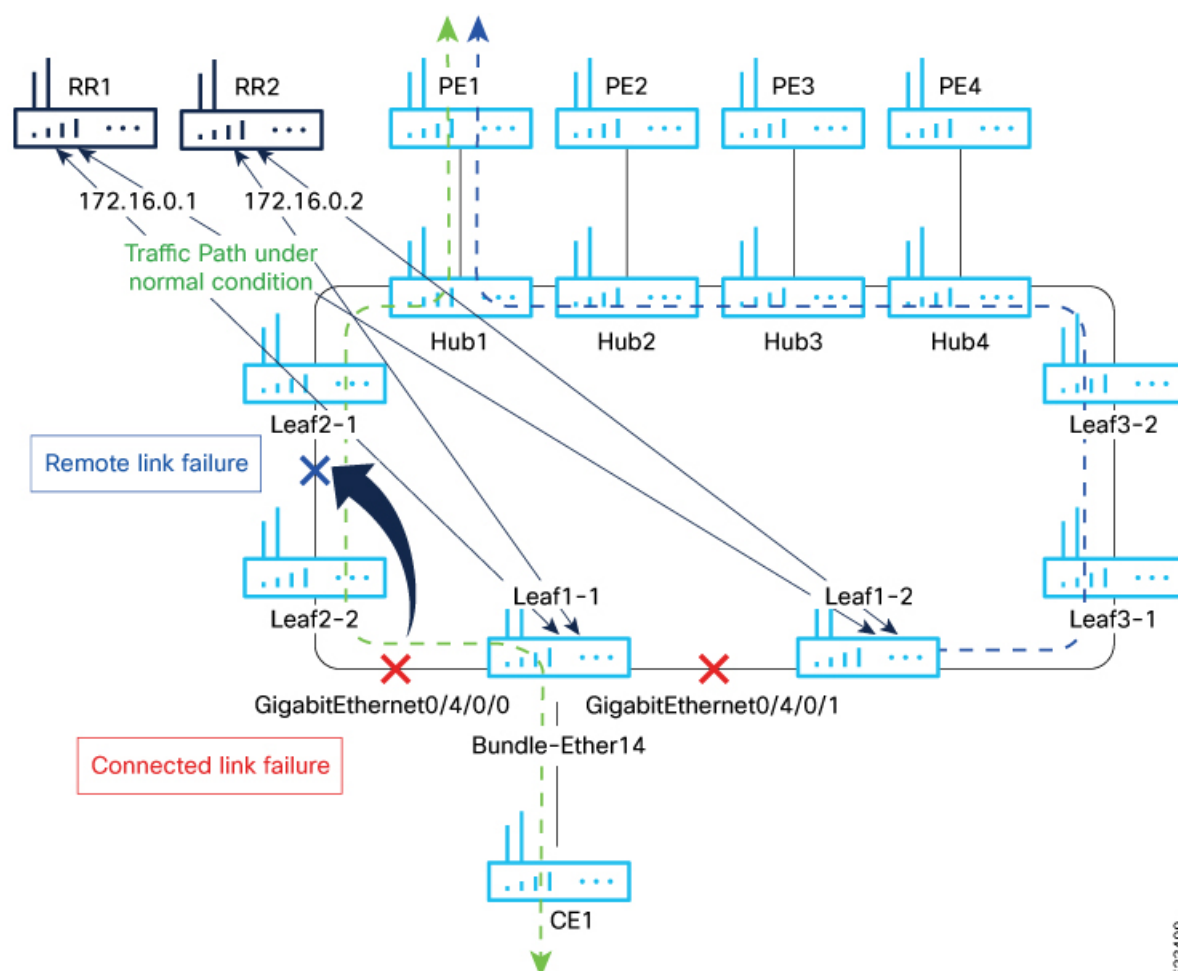 RR1
RR2
PE1
PE2
PE3
PE4
172.16.0.1
172.16.0.2
Traffic Path under
normal condition
Hub1
Hub2
Hub3
Hub4
Leaf2-1
Leaf3-2
Remote link failure
Leaf2-2
Leaf1-1
Leaf1-2
Leaf3-1
GigabitEthernet0/4/0/0
GigabitEthernet0/4/0/1
Bundle-Ether14
Connected link failure
CE1